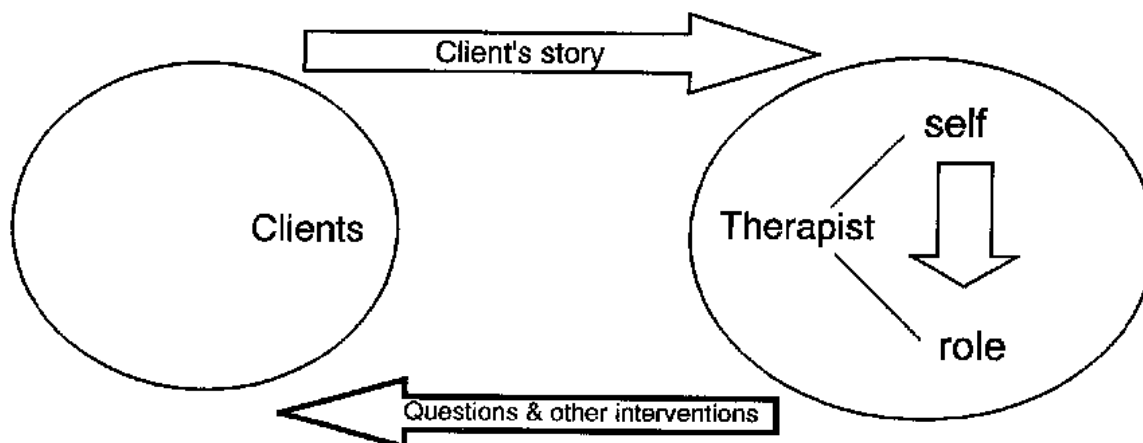 Client's story
self
Clients
Therapist
role
Questions & other interventions